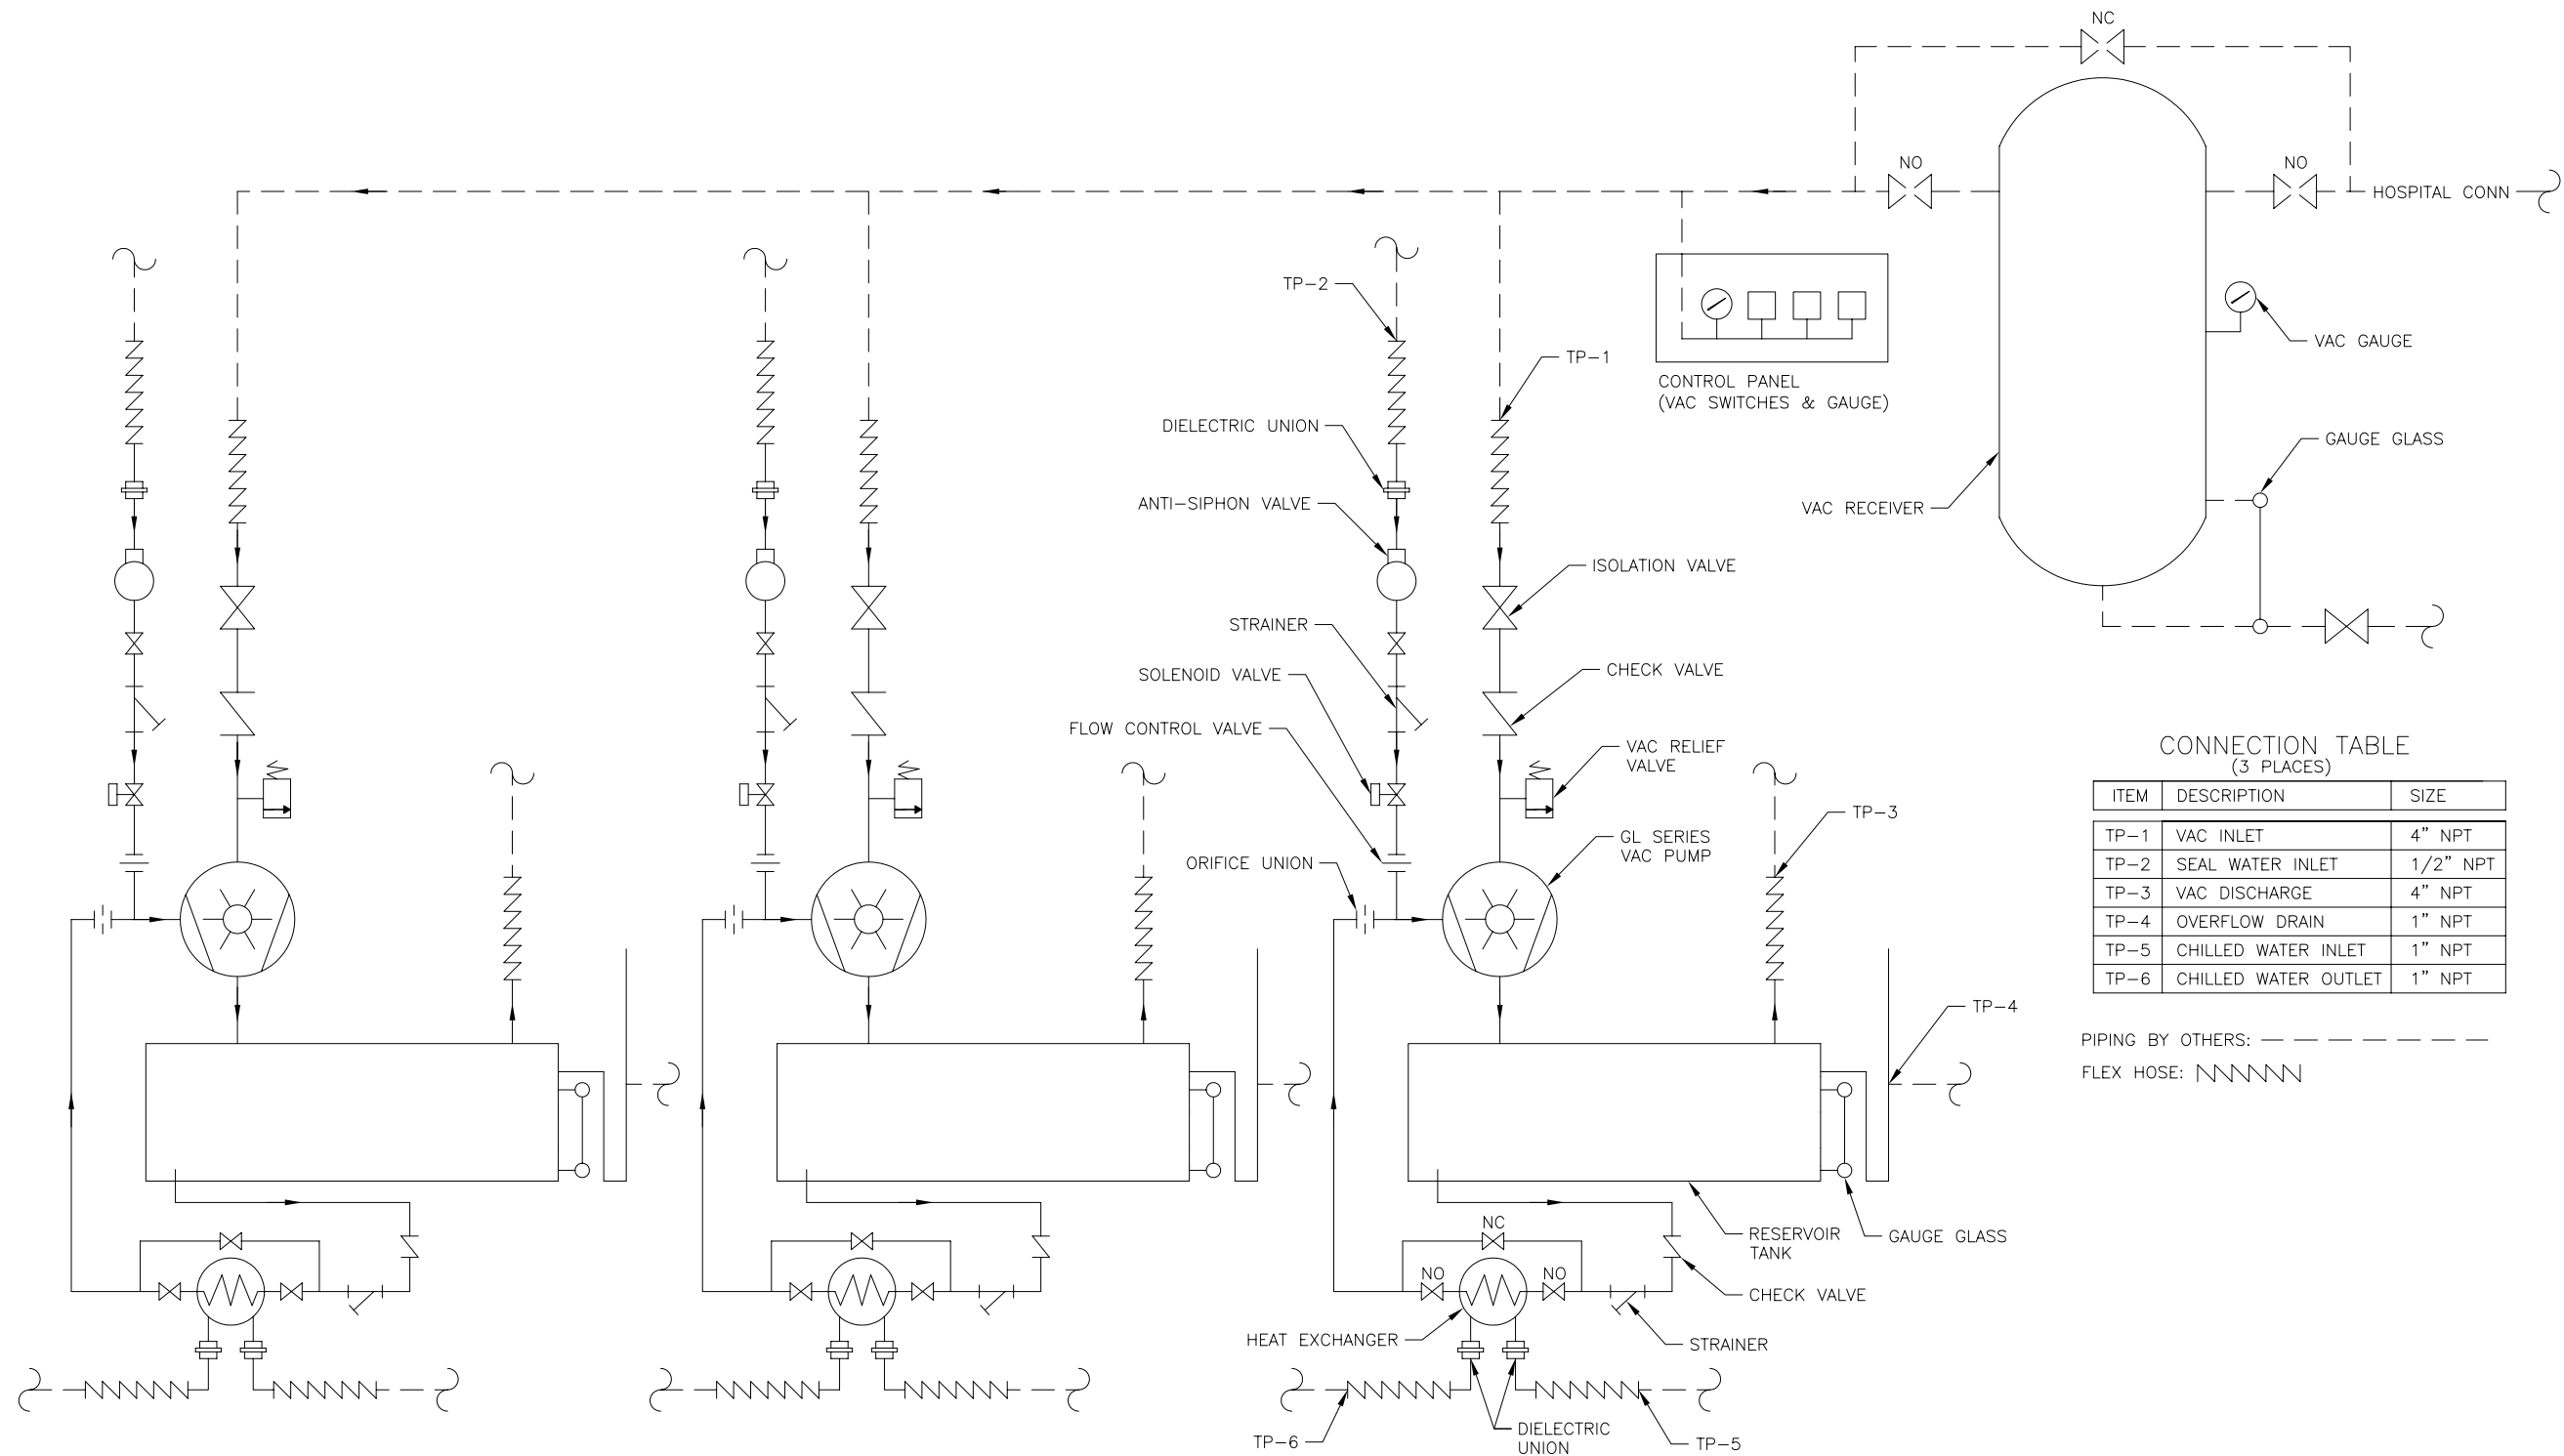 NC
NO
NO
HOSPITAL CONN
TP-2
TP-1
VAC GAUGE
CONTROL PANEL
(VAC SWITCHES & GAUGE)
DIELECTRIC UNION
GAUGE GLASS
ANTI-SIPHON VALVE
VAC RECEIVER
ISOLATION VALVE
STRAINER
SOLENOID VALVE
CHECK VALVE
FLOW CONTROL VALVE
VAC RELIEF
VALVE
CONNECTION TABLE
(3 PLACES)
ITEM DESCRIPTION SIZE
TP-1 VAC INLET 4" NPT
TP-2 SEAL WATER INLET 1/2" NPT
TP-3 VAC DISCHARGE 4" NPT
TP-4 OVERFLOW DRAIN 1" NPT
TP-5 CHILLED WATER INLET 1" NPT
TP-6 CHILLED WATER OUTLET 1" NPT
TP-3
GL SERIES
VAC PUMP
ORIFICE UNION
TP-4
PIPING BY OTHERS:
FLEX HOSE:
NC
NO
NO
RESERVOIR
TANK
GAUGE GLASS
CHECK VALVE
HEAT EXCHANGER
STRAINER
DIELECTRIC
UNION
TP-6
TP-5